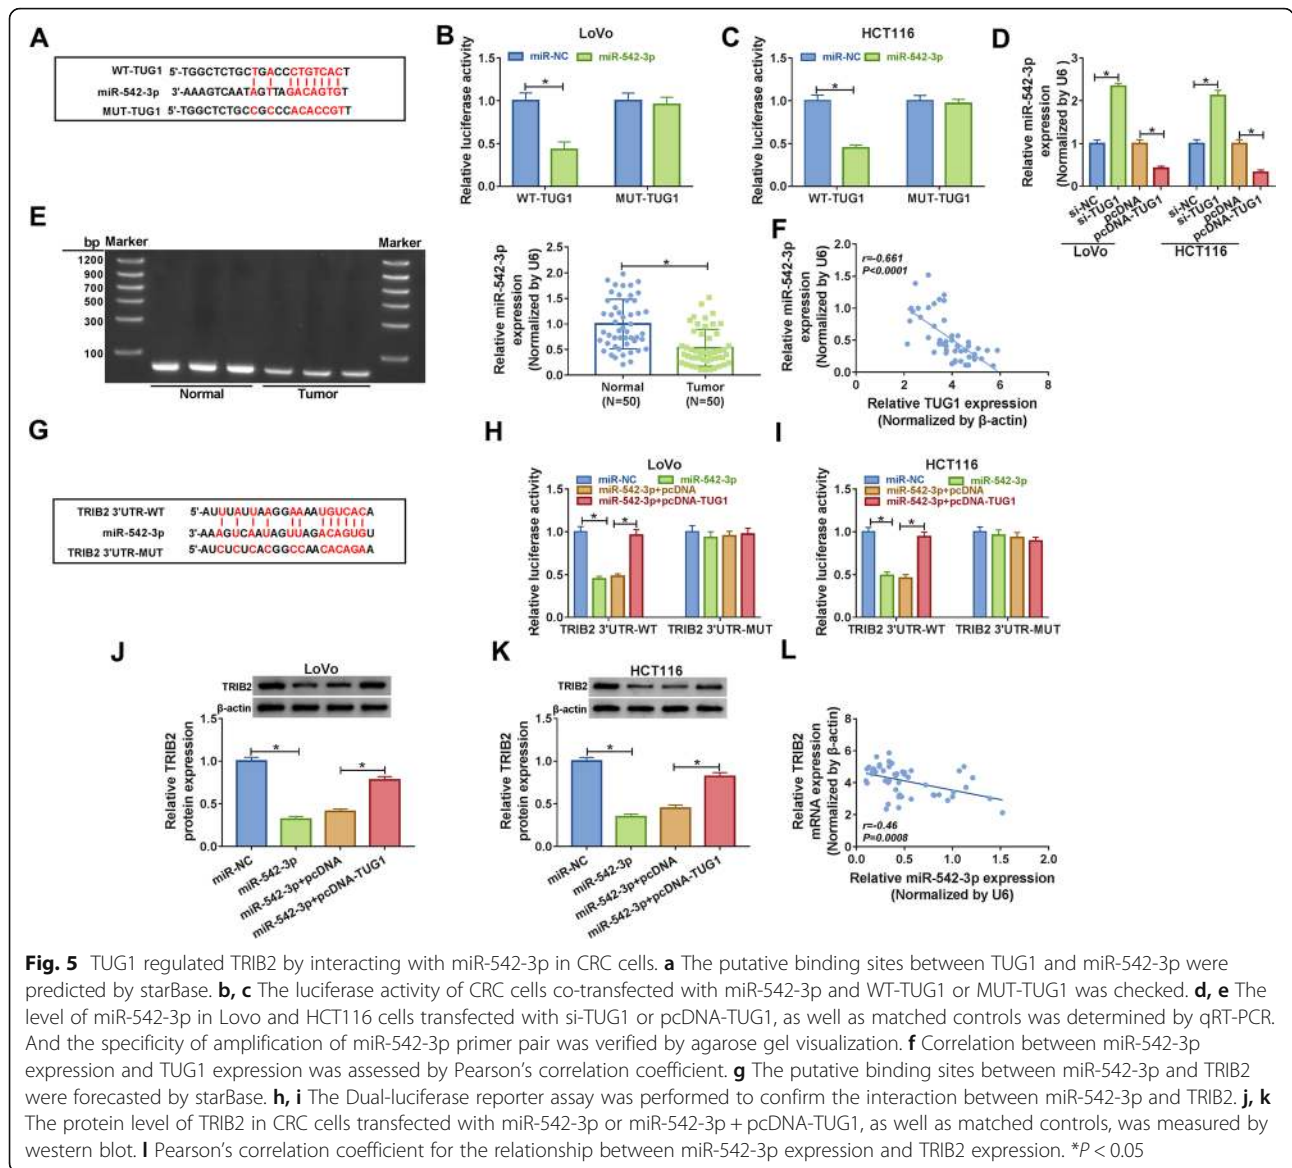 A
WT-TUG1 5'-TGGCTCTGCTGACCCTGTCACT
miR-542-3p 3'-AAAGTCAATAGTTAGACAGTGT
MUT-TUG1 5'-TGGCTCTGCCGCCCACACCGTT
B
LoVo
miR-NC miR-542-3p
Relative luciferase activity
1.5
1.0
0.5
0.0
*
WT-TUG1 MUT-TUG1
C
HCT116
miR-NC miR-542-3p
Relative luciferase activity
1.5
1.0
0.5
0.0
*
WT-TUG1 MUT-TUG1
D
Relative miR-542-3p
expression
(Normalized by U6)
3
2
1
0
* * * *
si-NC si-TUG1 pcDNA pcDNA-TUG1 si-NC si-TUG1 pcDNA pcDNA-TUG1
LoVo HCT116
E
bp Marker Marker
1200
900
700
500
300
100
Normal Tumor
Relative miR-542-3p
expression
(Normalized by U6)
2.5
2.0
1.5
1.0
0.5
0.0
*
Normal Tumor
(N=50) (N=50)
F
Relative miR-542-3p
expression
(Normalized by U6)
2.0
1.5
1.0
0.5
0.0
r=-0.661
P<0.0001
0 2 4 6 8
Relative TUG1 expression
(Normalized by β-actin)
G
TRIB2 3'UTR-WT 5'-AUUUAUUAAGGAAAAUGUCACA
miR-542-3p 3'-AAAGUCAAUAGUUAGACAGUGU
TRIB2 3'UTR-MUT 5'-AUCUCUCACGGCCAACACAGAA
H
LoVo
miR-NC miR-542-3p
miR-542-3p+pcDNA
miR-542-3p+pcDNA-TUG1
Relative luciferase activity
1.5
1.0
0.5
0.0
* *
TRIB2 3'UTR-WT TRIB2 3'UTR-MUT
I
HCT116
miR-NC miR-542-3p
miR-542-3p+pcDNA
miR-542-3p+pcDNA-TUG1
Relative luciferase activity
1.5
1.0
0.5
0.0
* *
TRIB2 3'UTR-WT TRIB2 3'UTR-MUT
J
LoVo
TRIB2
β-actin
Relative TRIB2
protein expression
1.5
1.0
0.5
0.0
* *
miR-NC miR-542-3p miR-542-3p+pcDNA miR-542-3p+pcDNA-TUG1
K
HCT116
TRIB2
β-actin
Relative TRIB2
protein expression
1.5
1.0
0.5
0.0
* *
miR-NC miR-542-3p miR-542-3p+pcDNA miR-542-3p+pcDNA-TUG1
L
Relative TRIB2
mRNA expression
(Normalized by β-actin)
8
6
4
2
0
r=-0.46
P=0.0008
0.0 0.5 1.0 1.5 2.0
Relative miR-542-3p expression
(Normalized by U6)
Fig. 5 TUG1 regulated TRIB2 by interacting with miR-542-3p in CRC cells. a The putative binding sites between TUG1 and miR-542-3p were
predicted by starBase. b, c The luciferase activity of CRC cells co-transfected with miR-542-3p and WT-TUG1 or MUT-TUG1 was checked. d, e The
level of miR-542-3p in Lovo and HCT116 cells transfected with si-TUG1 or pcDNA-TUG1, as well as matched controls was determined by qRT-PCR.
And the specificity of amplification of miR-542-3p primer pair was verified by agarose gel visualization. f Correlation between miR-542-3p
expression and TUG1 expression was assessed by Pearson's correlation coefficient. g The putative binding sites between miR-542-3p and TRIB2
were forecasted by starBase. h, i The Dual-luciferase reporter assay was performed to confirm the interaction between miR-542-3p and TRIB2. j, k
The protein level of TRIB2 in CRC cells transfected with miR-542-3p or miR-542-3p + pcDNA-TUG1, as well as matched controls, was measured by
western blot. l Pearson's correlation coefficient for the relationship between miR-542-3p expression and TRIB2 expression. *P < 0.05